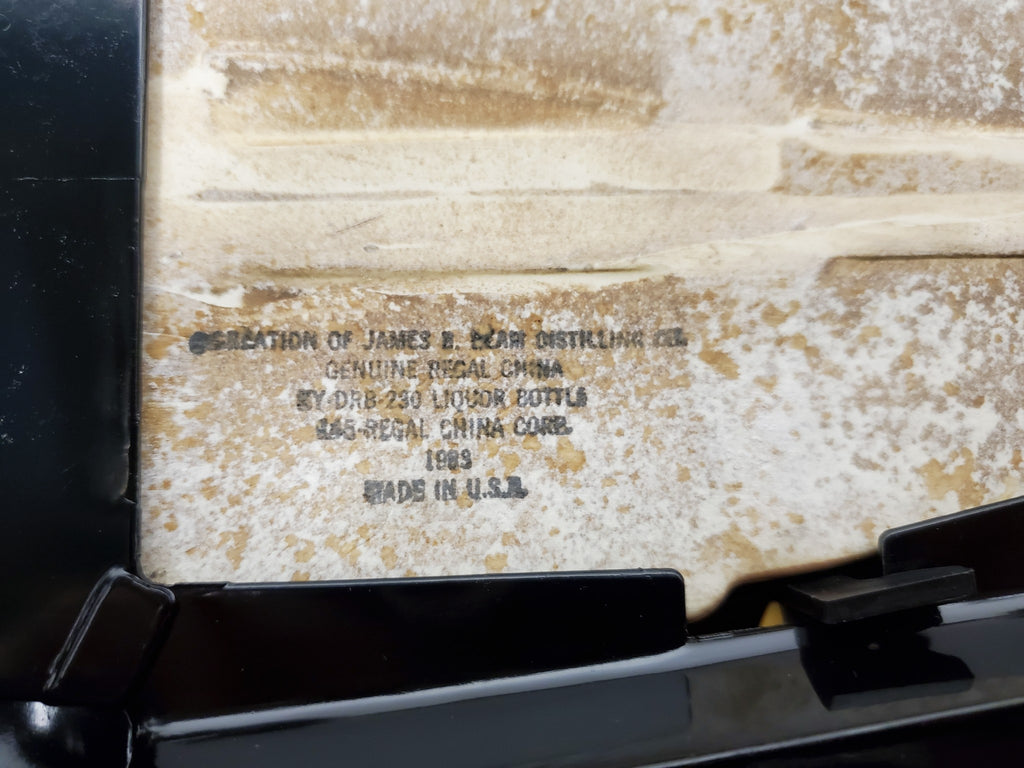 CREATION OF JAMES B. BEAM DISTILLING CO.
GENUINE REGAL CHINA
KY-DRB-230 LIQUOR BOTTLE
REGAL CHINA CORP.
1983
MADE IN U.S.A.